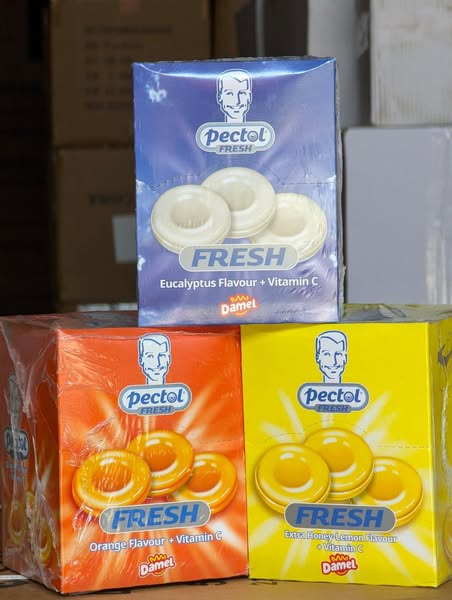 Pectol
FRESH
FRESH
Eucalyptus Flavour + Vitamin C
Damel
Pectol
FRESH
FRESH
Orange Flavour + Vitamin C
Damel
Pectol
FRESH
FRESH
Extra Honey Lemon Flavour
+ Vitamin C
Damel